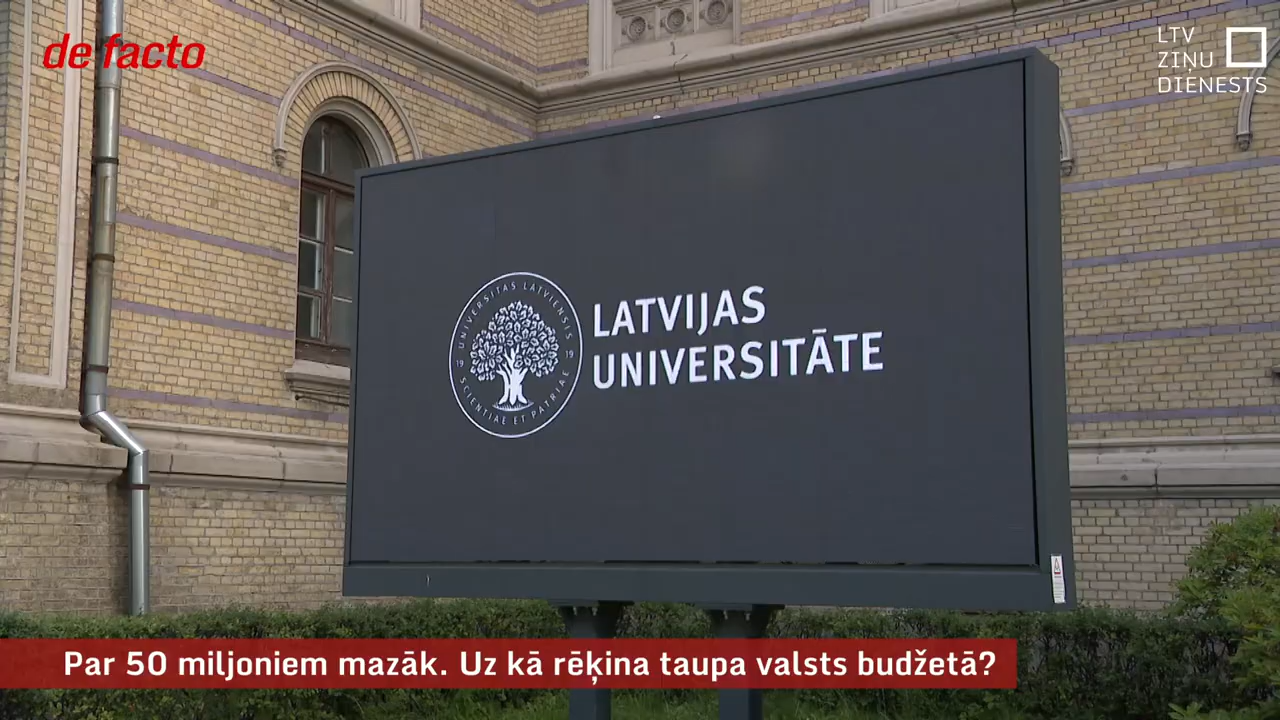 de facto
LTV
ZIŅU
DIENESTS
UNIVERSITAS LATVIENSIS
19 19
SCIENTIAE ET PATRIAE
LATVIJAS
UNIVERSITĀTE
Par 50 miljoniem mazāk. Uz kā rēķina taupa valsts budžetā?